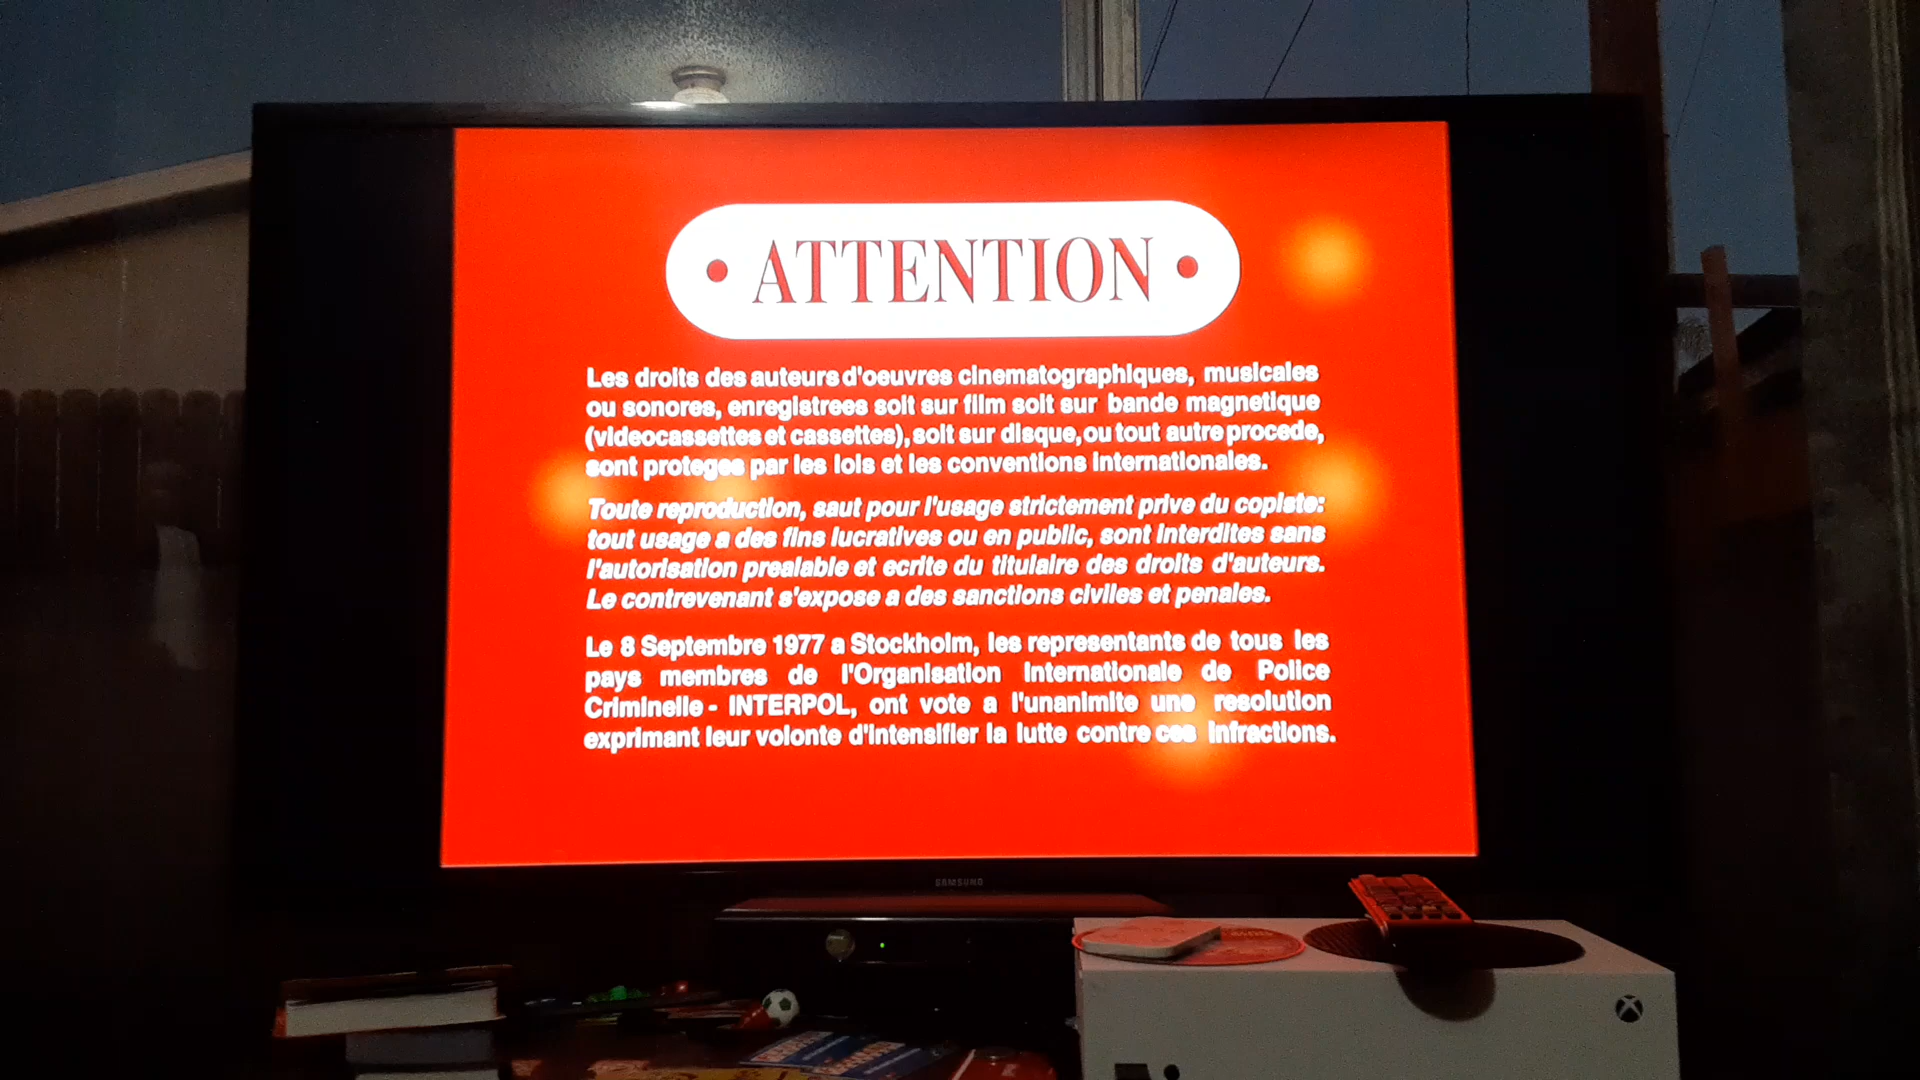 • ATTENTION •
Les droits des auteurs d'oeuvres cinematographiques, musicales
ou sonores, enregistrees soit sur film soit sur bande magnetique
(videocassettes et cassettes), soit sur disque, ou tout autre procede,
sont proteges par les lois et les conventions internationales.
Toute reproduction, saut pour l'usage strictement prive du copiste:
tout usage a des fins lucratives ou en public, sont interdites sans
l'autorisation prealable et ecrite du titulaire des droits d'auteurs.
Le contrevenant s'expose a des sanctions civiles et penales.
Le 8 Septembre 1977 a Stockholm, les representants de tous les
pays membres de l'Organisation Internationale de Police
Criminelle - INTERPOL, ont vote a l'unanimite une resolution
exprimant leur volonte d'intensifier la lutte contre ces infractions.
SAMSUNG